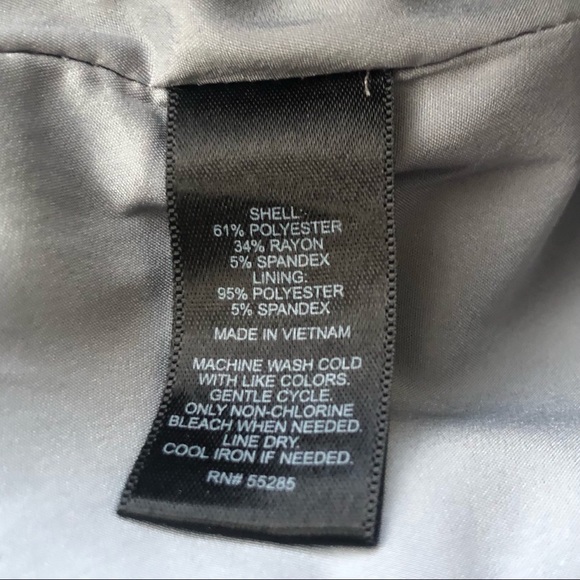 SHELL:
61% POLYESTER
34% RAYON
5% SPANDEX
LINING:
95% POLYESTER
5% SPANDEX
MADE IN VIETNAM
MACHINE WASH COLD
WITH LIKE COLORS.
GENTLE CYCLE.
ONLY NON-CHLORINE
BLEACH WHEN NEEDED.
LINE DRY.
COOL IRON IF NEEDED.
RN# 55285